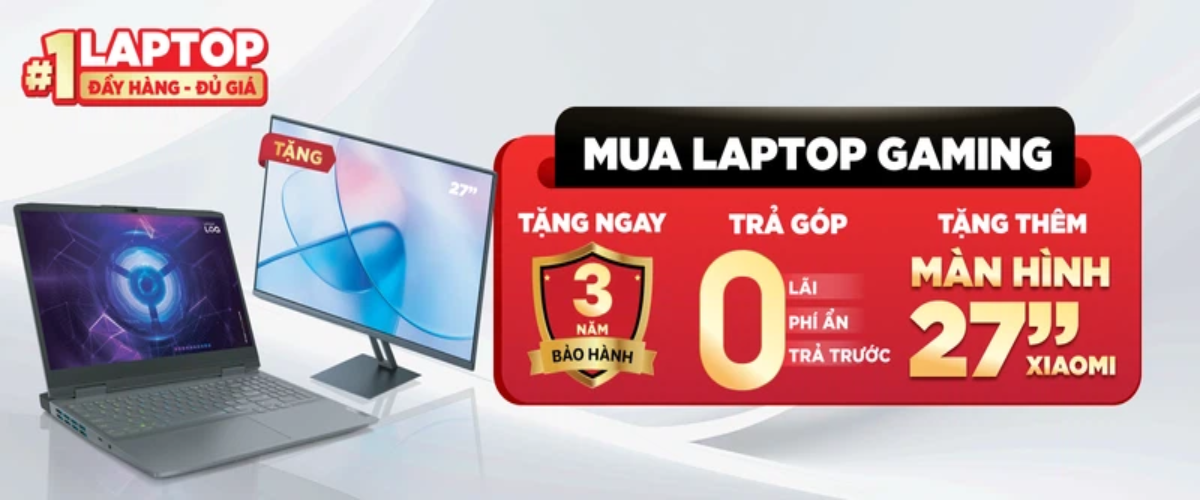 #1 LAPTOP
ĐẦY HÀNG - ĐỦ GIÁ
TẶNG
27”
LOQ
MUA LAPTOP GAMING
TẶNG NGAY
3
NĂM
BẢO HÀNH
TRẢ GÓP
0
LÃI
PHÍ ẨN
TRẢ TRƯỚC
TẶNG THÊM
MÀN HÌNH
27”
XIAOMI